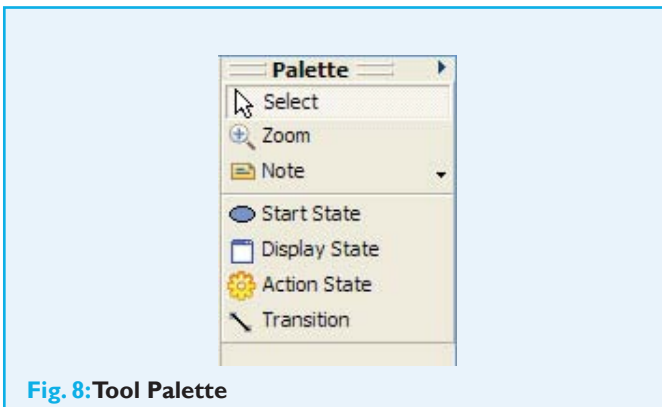 Palette
Select
Zoom
Note
Start State
Display State
Action State
Transition
Fig. 8: Tool Palette